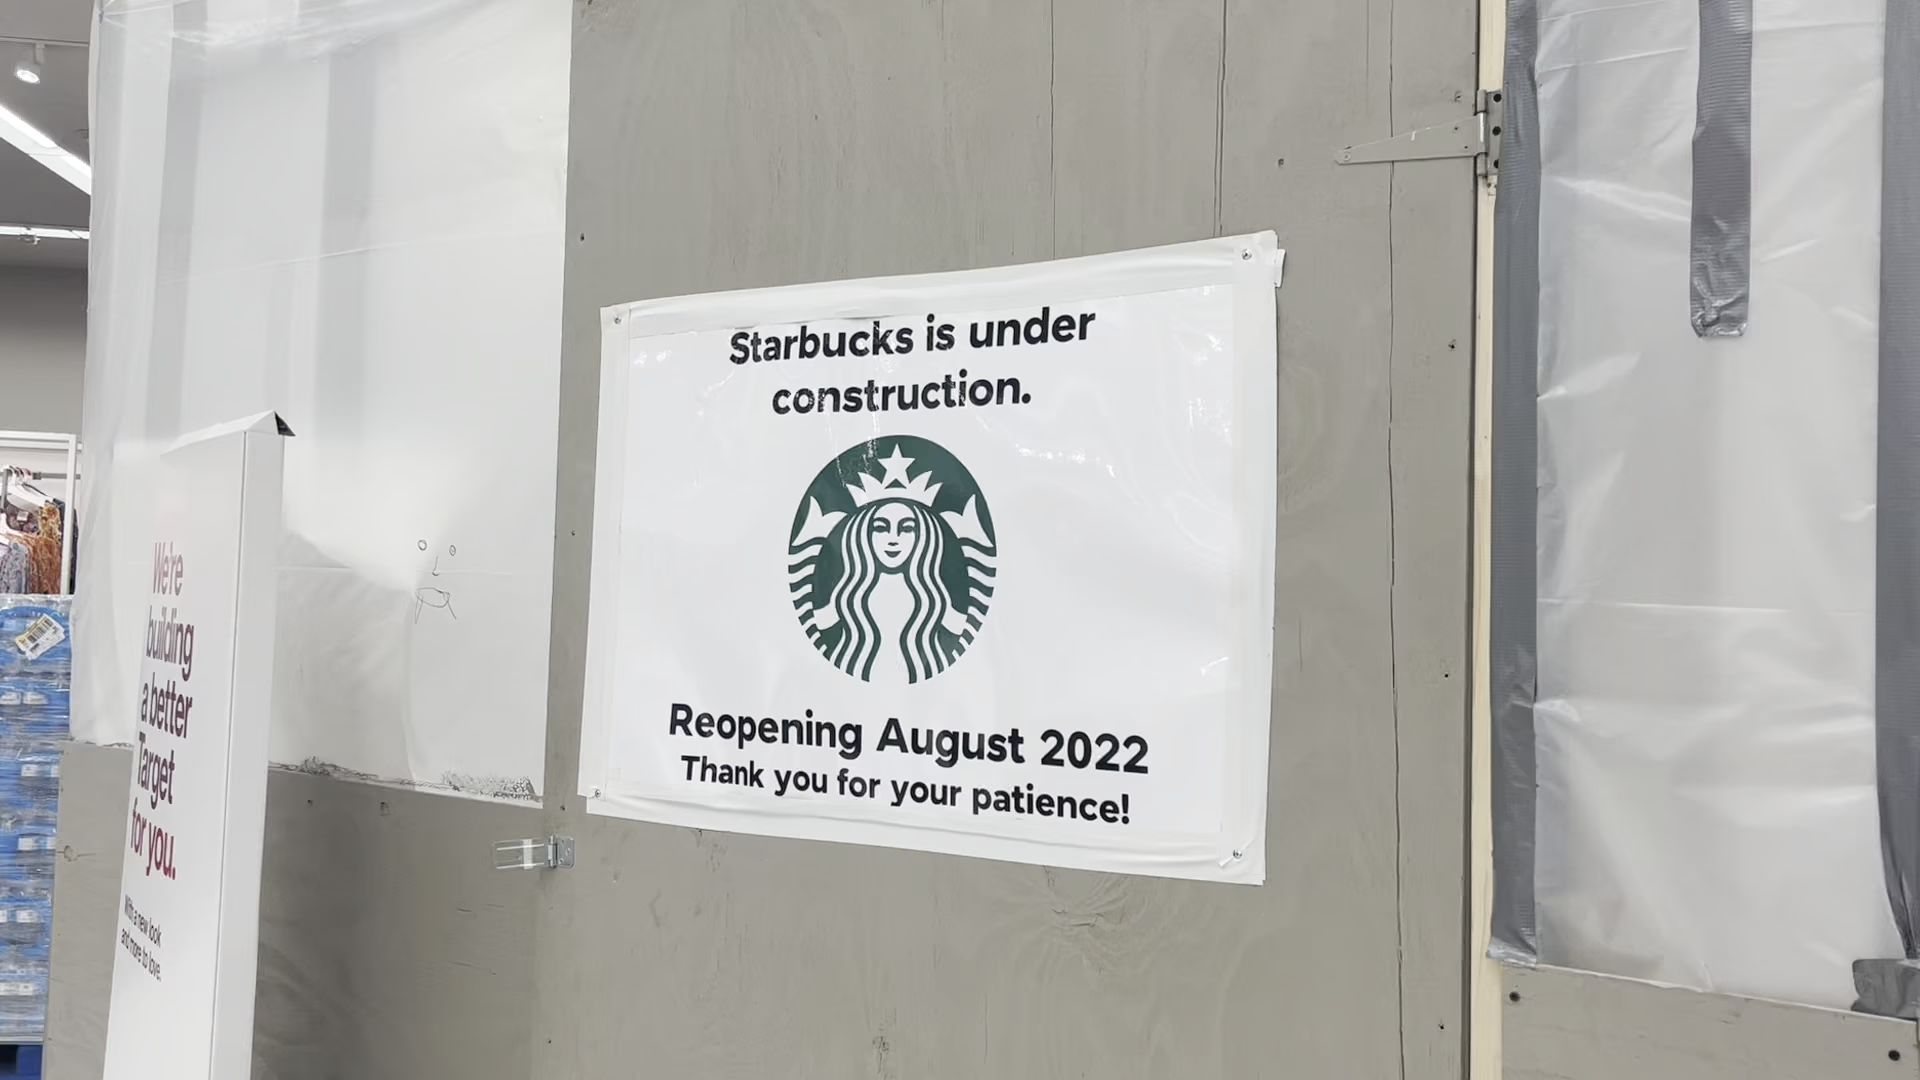 Starbucks is under
construction.
Reopening August 2022
Thank you for your patience!
We're
building
a better
Target
for you.
With a new look
and more to love.